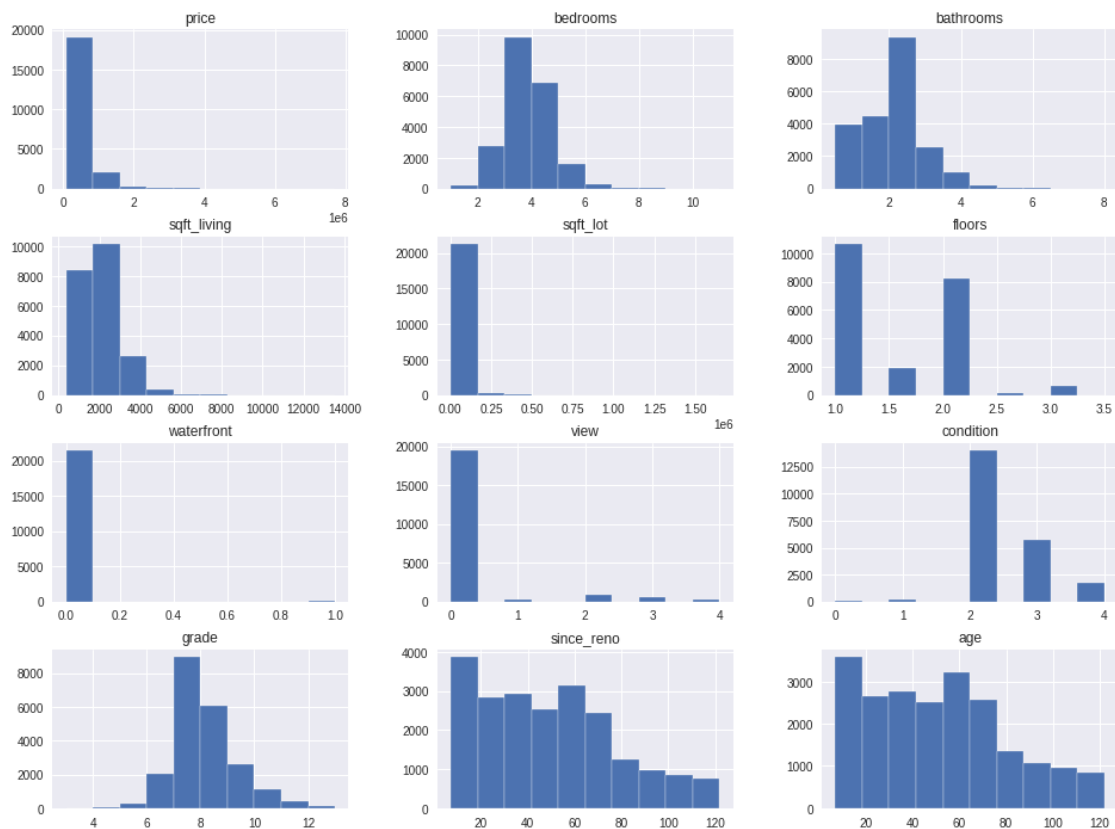 price
20000
15000
10000
5000
0
0 2 4 6 8
1e6
bedrooms
10000
8000
6000
4000
2000
0
2 4 6 8 10
bathrooms
8000
6000
4000
2000
0
2 4 6 8
sqft_living
10000
8000
6000
4000
2000
0
0 2000 4000 6000 8000 10000 12000 14000
sqft_lot
20000
15000
10000
5000
0
0.00 0.25 0.50 0.75 1.00 1.25 1.50
1e6
floors
10000
8000
6000
4000
2000
0
1.0 1.5 2.0 2.5 3.0 3.5
waterfront
20000
15000
10000
5000
0
0.0 0.2 0.4 0.6 0.8 1.0
view
20000
15000
10000
5000
0
0 1 2 3 4
condition
12500
10000
7500
5000
2500
0
0 1 2 3 4
grade
8000
6000
4000
2000
0
4 6 8 10 12
since_reno
4000
3000
2000
1000
0
20 40 60 80 100 120
age
3000
2000
1000
0
20 40 60 80 100 120